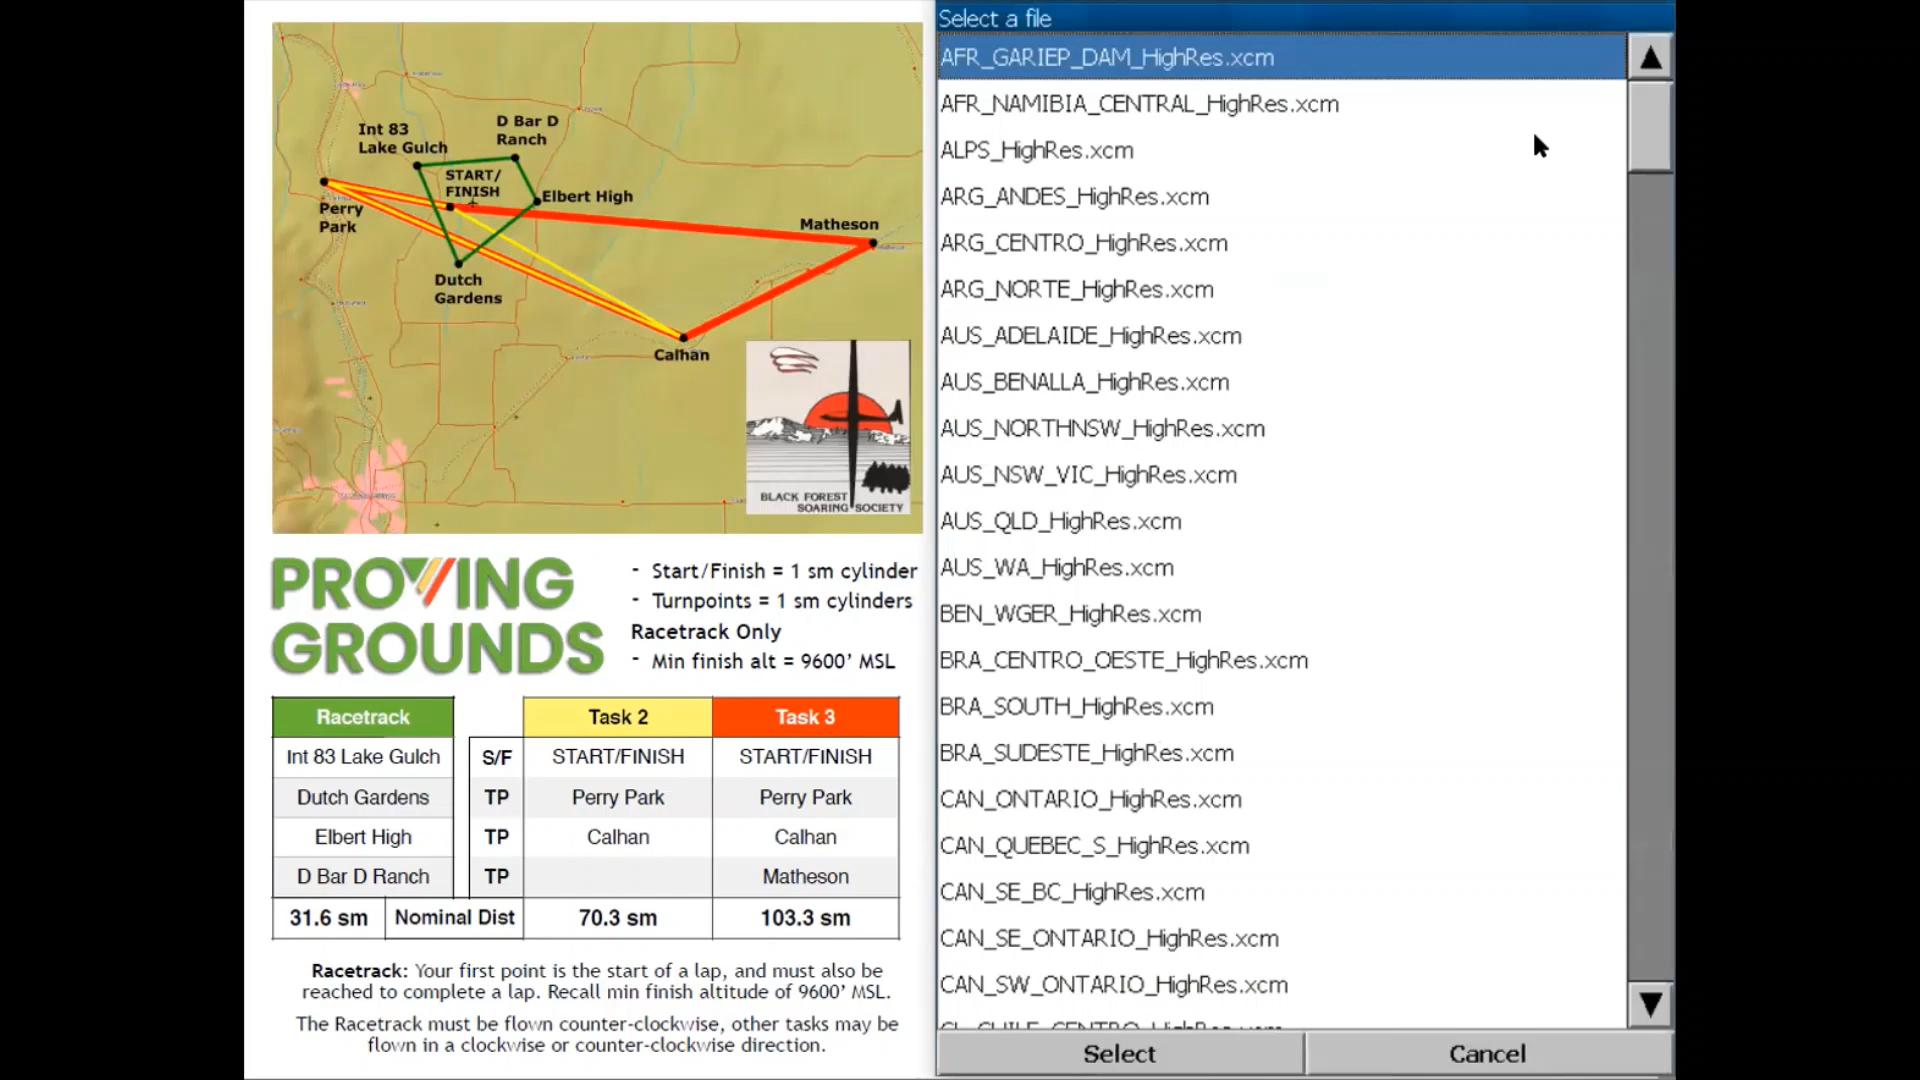 Int 83
Lake Gulch
D Bar D
Ranch
START/
FINISH
Elbert High
Perry
Park
Matheson
Dutch
Gardens
Calhan
BLACK FOREST
SOARING SOCIETY
PROVING
GROUNDS
- Start/Finish = 1 sm cylinder
- Turnpoints = 1 sm cylinders
Racetrack Only
- Min finish alt = 9600' MSL
Racetrack Task 2 Task 3
Int 83 Lake Gulch S/F START/FINISH START/FINISH
Dutch Gardens TP Perry Park Perry Park
Elbert High TP Calhan Calhan
D Bar D Ranch TP Matheson
31.6 sm Nominal Dist 70.3 sm 103.3 sm
Racetrack: Your first point is the start of a lap, and must also be
reached to complete a lap. Recall min finish altitude of 9600' MSL.
The Racetrack must be flown counter-clockwise, other tasks may be
flown in a clockwise or counter-clockwise direction.
Select a file
AFR_GARIEP_DAM_HighRes.xcm
AFR_NAMIBIA_CENTRAL_HighRes.xcm
ALPS_HighRes.xcm
ARG_ANDES_HighRes.xcm
ARG_CENTRO_HighRes.xcm
ARG_NORTE_HighRes.xcm
AUS_ADELAIDE_HighRes.xcm
AUS_BENALLA_HighRes.xcm
AUS_NORTHNSW_HighRes.xcm
AUS_NSW_VIC_HighRes.xcm
AUS_QLD_HighRes.xcm
AUS_WA_HighRes.xcm
BEN_WGER_HighRes.xcm
BRA_CENTRO_OESTE_HighRes.xcm
BRA_SOUTH_HighRes.xcm
BRA_SUDESTE_HighRes.xcm
CAN_ONTARIO_HighRes.xcm
CAN_QUEBEC_S_HighRes.xcm
CAN_SE_BC_HighRes.xcm
CAN_SE_ONTARIO_HighRes.xcm
CAN_SW_ONTARIO_HighRes.xcm
Select Cancel